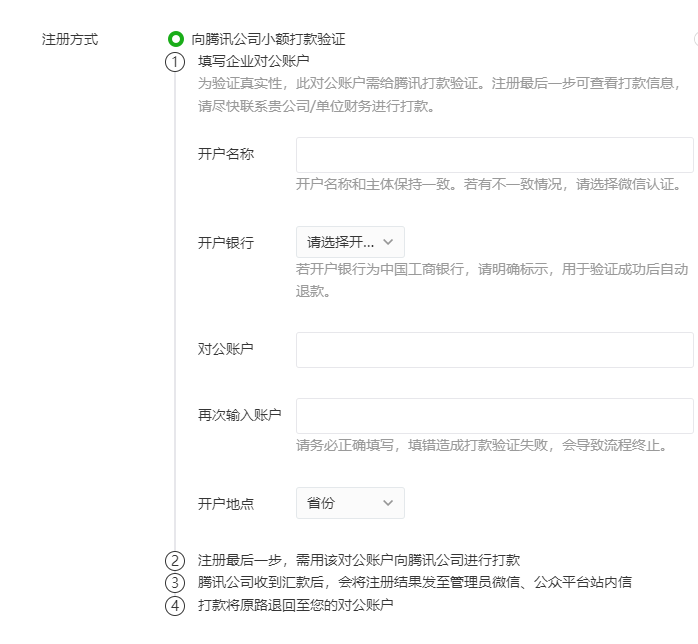 注册方式
向腾讯公司小额打款验证
1 填写企业对公账户
为验证真实性，此对公账户需给腾讯打款验证。注册最后一步可查看打款信息，
请尽快联系贵公司/单位财务进行打款。
开户名称
开户名称和主体保持一致。若有不一致情况，请选择微信认证。
开户银行 请选择开...
若开户银行为中国工商银行，请明确标示，用于验证成功后自动
退款。
对公账户
再次输入账户
请务必正确填写，填错造成打款验证失败，会导致流程终止。
开户地点 省份
2 注册最后一步，需用该对公账户向腾讯公司进行打款
3 腾讯公司收到汇款后，会将注册结果发至管理员微信、公众平台站内信
4 打款将原路退回至您的对公账户